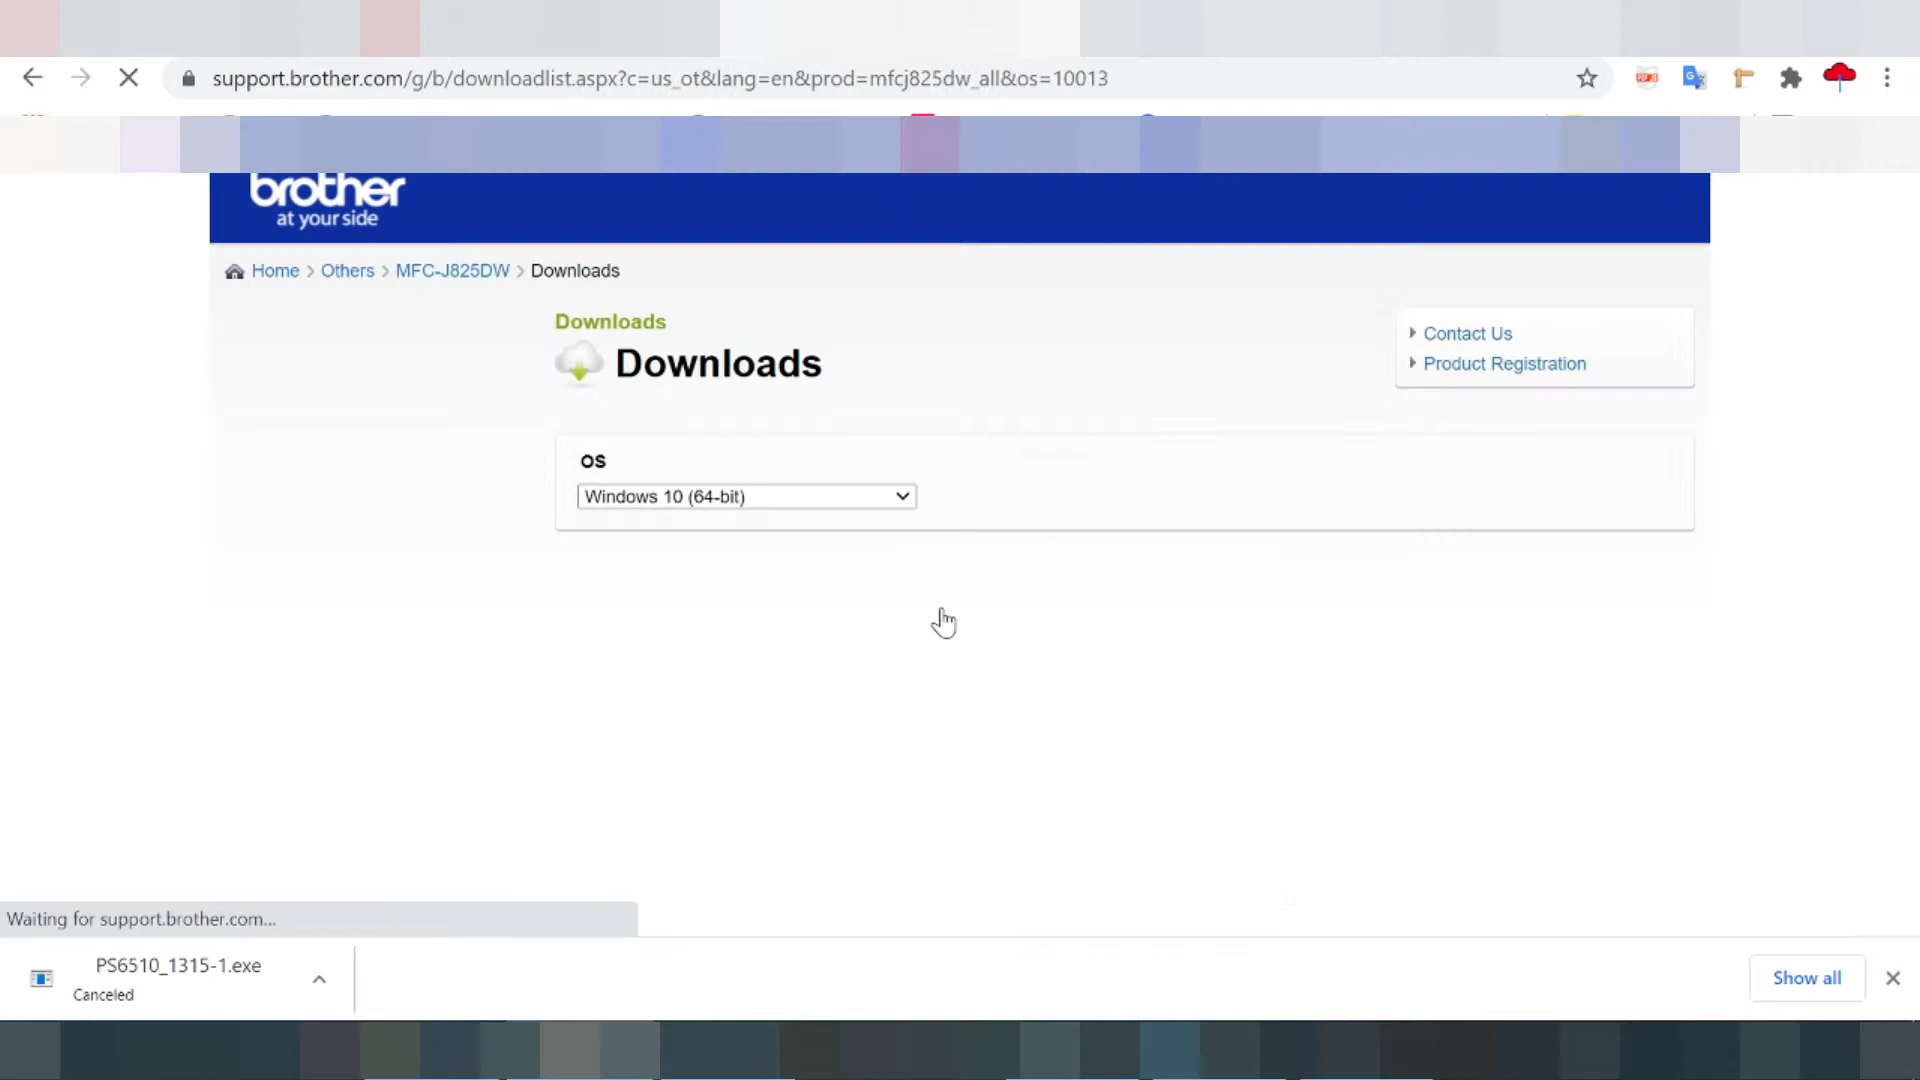 support.brother.com/g/b/downloadlist.aspx?c=us_ot&lang=en&prod=mfcj825dw_all&os=10013
brother
at your side
Home > Others > MFC-J825DW > Downloads
Downloads
Downloads
Contact Us
Product Registration
OS
Windows 10 (64-bit)
Waiting for support.brother.com...
PS6510_1315-1.exe
Canceled
Show all